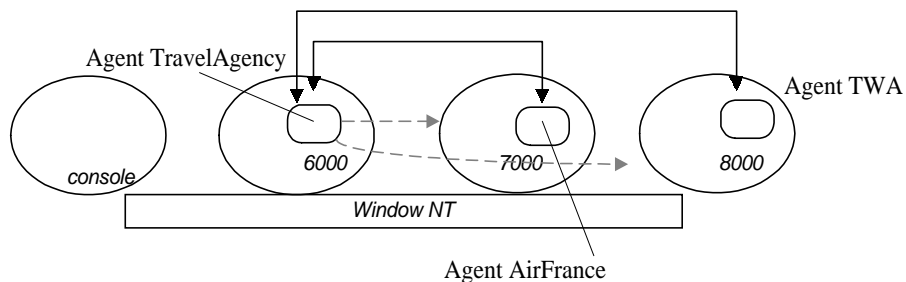 Agent TravelAgency
Agent TWA
console
6000
7000
8000
Window NT
Agent AirFrance